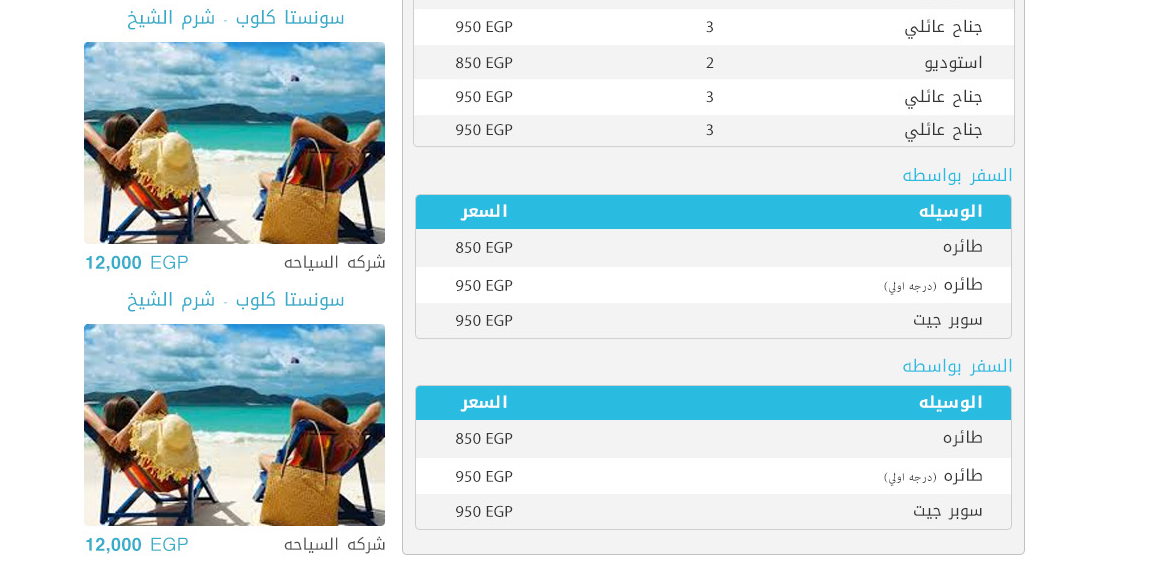 جناح عائلي 3 950 EGP
استوديو 2 850 EGP
جناح عائلي 3 950 EGP
جناح عائلي 3 950 EGP
السفر بواسطه
الوسيله السعر
طائره 850 EGP
طائره (درجه اولي) 950 EGP
سوبر جيت 950 EGP
السفر بواسطه
الوسيله السعر
طائره 850 EGP
طائره (درجه اولي) 950 EGP
سوبر جيت 950 EGP
سونستا كلوب - شرم الشيخ
شركه السياحه 12,000 EGP
سونستا كلوب - شرم الشيخ
شركه السياحه 12,000 EGP